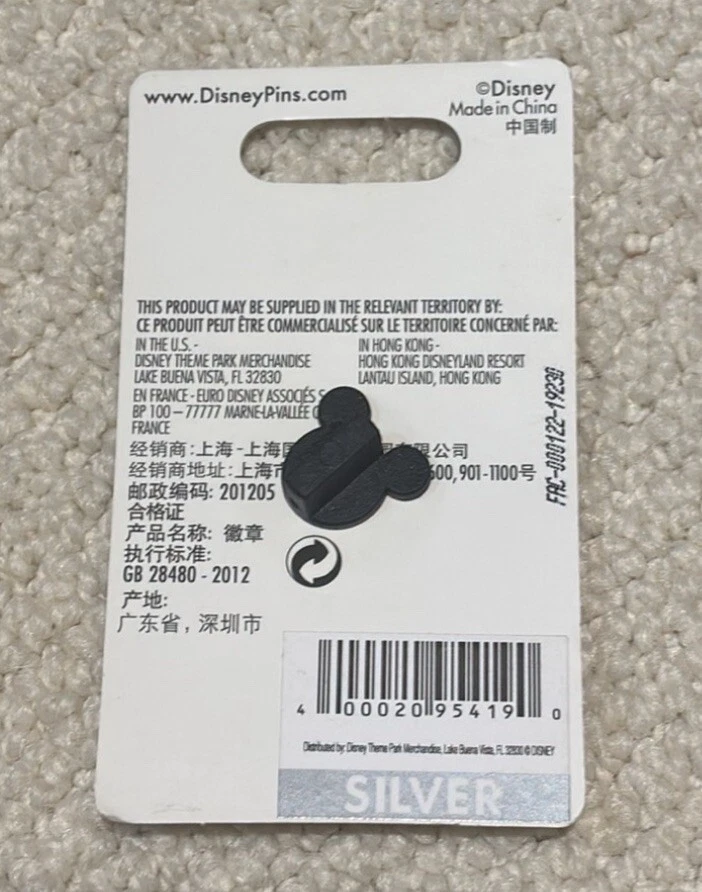 www.DisneyPins.com
©Disney
Made in China
中国制
THIS PRODUCT MAY BE SUPPLIED IN THE RELEVANT TERRITORY BY:
CE PRODUIT PEUT ÊTRE COMMERCIALISÉ SUR LE TERRITOIRE CONCERNÉ PAR:
IN THE U.S. -
DISNEY THEME PARK MERCHANDISE
LAKE BUENA VISTA, FL 32830
IN HONG KONG -
HONG KONG DISNEYLAND RESORT
LANTAU ISLAND, HONG KONG
EN FRANCE - EURO DISNEY ASSOCIÉS
BP 100 – 77777 MARNE-LA-VALLÉE
FRANCE
经销商:上海-上海 有限公司
经销商地址:上海 600,901-1100号
邮政编码: 201205
合格证
产品名称: 徽章
执行标准:
GB 28480 - 2012
产地:
广东省, 深圳市
FAC-000122-19230
4 00020 95419 0
Distributed by: Disney Theme Park Merchandise, Lake Buena Vista, FL 32830 © DISNEY
SILVER